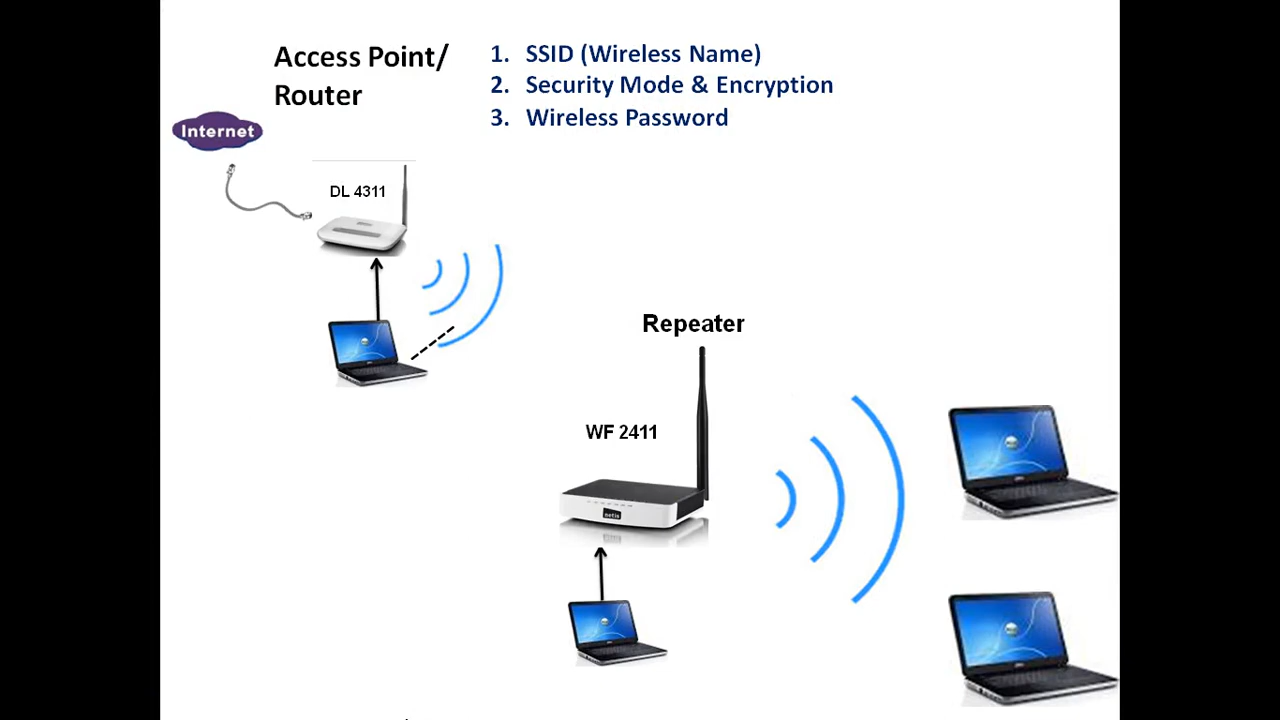 Access Point/
Router
1. SSID (Wireless Name)
2. Security Mode & Encryption
3. Wireless Password
Internet
DL 4311
Repeater
WF 2411
netis